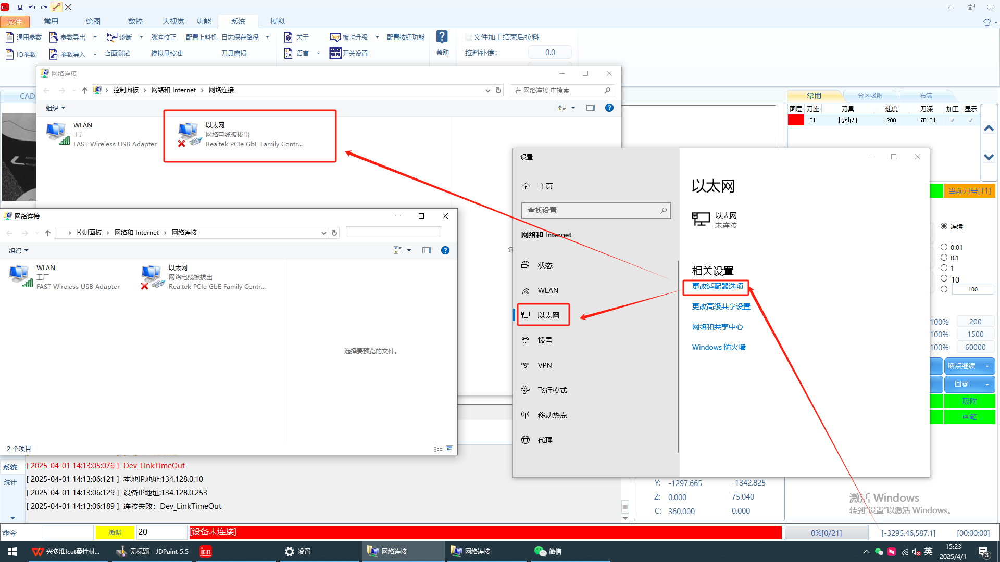 iCUT
文件
常用
绘图
数控
大视觉
功能
系统
模拟
通用参数
参数导出
诊断
脉冲校正
配置上料机
日志保存路径
关于
板卡升级
配置按钮功能
帮助
文件加工结束后拉料
IO参数
参数导入
台面测试
模拟量校准
刀具磨损
语言
开关设置
拉料补偿:
0.0
网络连接
控制面板 › 网络和 Internet › 网络连接
在 网络连接 中搜索
组织
WLAN
工厂
FAST Wireless USB Adapter
以太网
网络电缆被拔出
Realtek PCIe GbE Family Contr...
CAD
常用
分区吸附
布满
图层
刀座
刀具
速度
刀深
加工
显示
T1
振动刀
200
-75.04
当前刀号[T1]
连续
0.01
0.1
1
10
100
100%
200
100%
1500
100%
60000
断点继续
回零
吸附
画笔
设置
主页
查找设置
网络和 Internet
状态
WLAN
以太网
拨号
VPN
飞行模式
移动热点
代理
以太网
以太网
未连接
相关设置
更改适配器选项
更改高级共享设置
网络和共享中心
Windows 防火墙
网络连接
控制面板 › 网络和 Internet › 网络连接
组织
WLAN
工厂
FAST Wireless USB Adapter
以太网
网络电缆被拔出
Realtek PCIe GbE Family Contr...
选择要预览的文件。
2 个项目
系统
统计
[ 2025-04-01 14:13:05:076 ] Dev_LinkTimeOut
[ 2025-04-01 14:13:06:121 ] 本地IP地址:134.128.0.10
[ 2025-04-01 14:13:06:129 ] 设备IP地址:134.128.0.253
[ 2025-04-01 14:13:06:189 ] 连接失败：Dev_LinkTimeOut
Y: -1297.665 -1342.825
Z: 0.000 75.040
C: 360.000 0.000
激活 Windows
转到"设置"以激活 Windows。
命令
微调
20
[设备未连接]
0%[0/21]
[-3295.46,587.1]
[00:00:00]
兴多维Icut柔性材...
无标题 - JDPaint 5.5
iCUT
设置
网络连接
网络连接
微信
英
15:23
2025/4/1
3